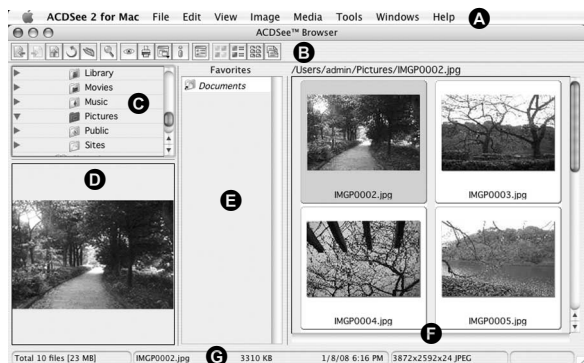 ACDSee 2 for Mac File Edit View Image Media Tools Windows Help A
ACDSee™ Browser
B
Library
Movies
Music
Pictures
Public
Sites
C
D
Favorites
Documents
E
/Users/admin/Pictures/IMGP0002.jpg
IMGP0002.jpg
IMGP0003.jpg
IMGP0004.jpg
IMGP0005.jpg
F
Total 10 files [23 MB] IMGP0002.jpg G 3310 KB 1/8/08 6:16 PM 3872x2592x24 JPEG